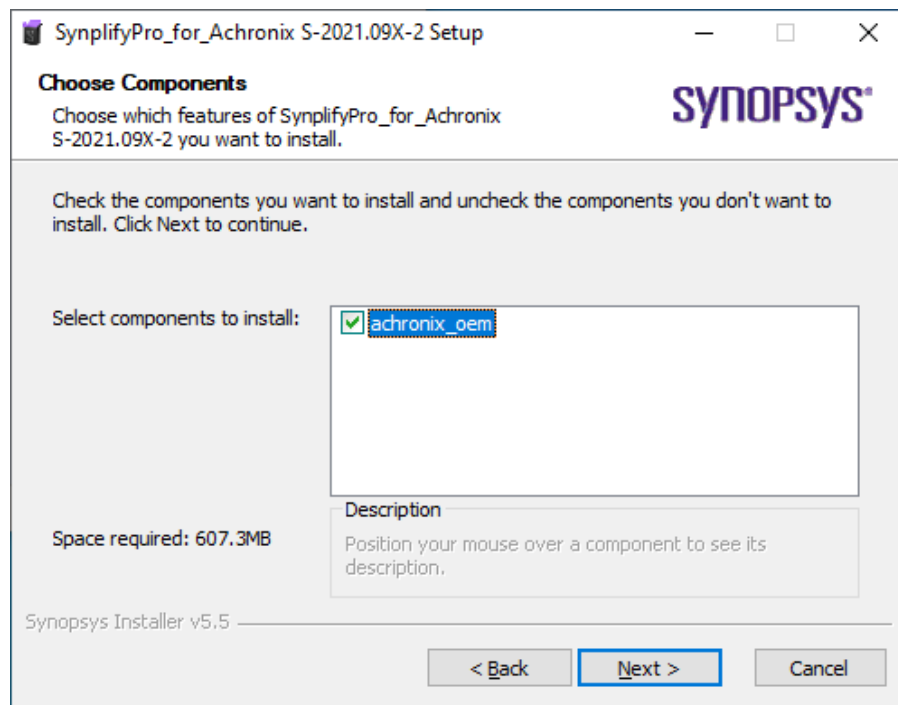 SynplifyPro_for_Achronix S-2021.09X-2 Setup
Choose Components
Choose which features of SynplifyPro_for_Achronix
S-2021.09X-2 you want to install.
SYNOPSYS®
Check the components you want to install and uncheck the components you don't want to
install. Click Next to continue.
Select components to install:
achronix_oem
Space required: 607.3MB
Description
Position your mouse over a component to see its
description.
Synopsys Installer v5.5
< Back
Next >
Cancel